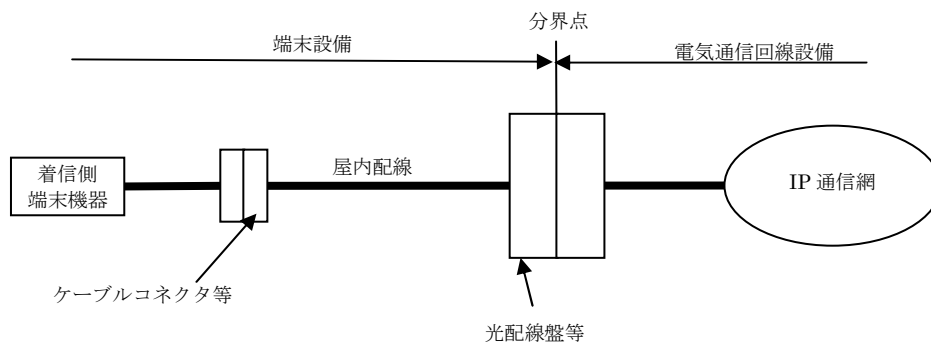 分界点
端末設備
電気通信回線設備
着信側
端末機器
屋内配線
IP 通信網
ケーブルコネクタ等
光配線盤等